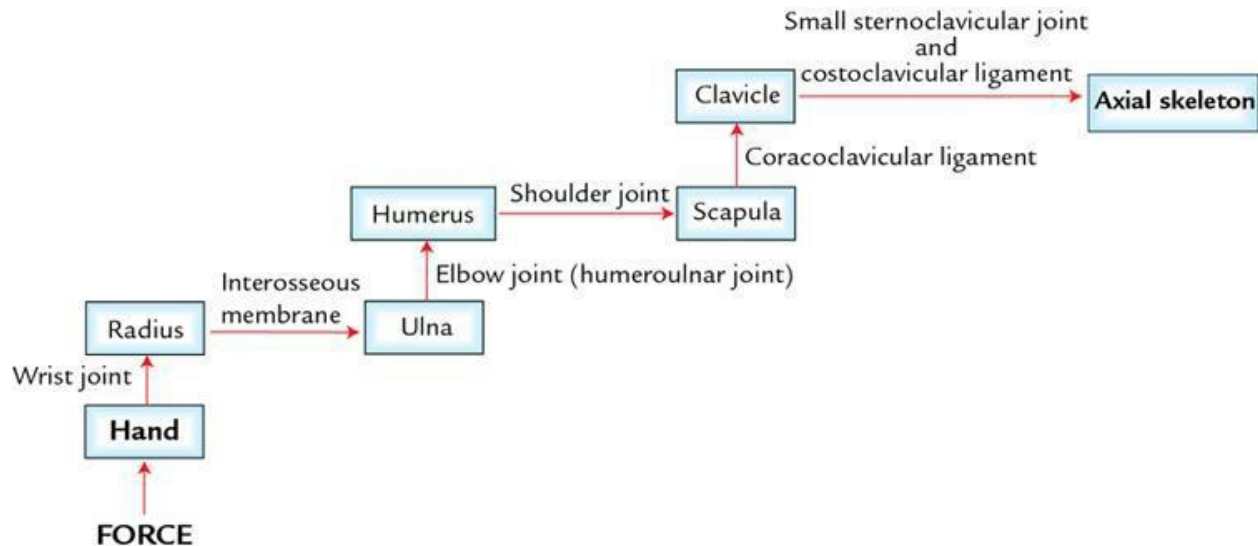 Small sternoclavicular joint
and
costoclavicular ligament
Clavicle
Axial skeleton
Coracoclavicular ligament
Humerus
Shoulder joint
Scapula
Elbow joint (humeroulnar joint)
Interosseous
membrane
Radius
Ulna
Wrist joint
Hand
FORCE